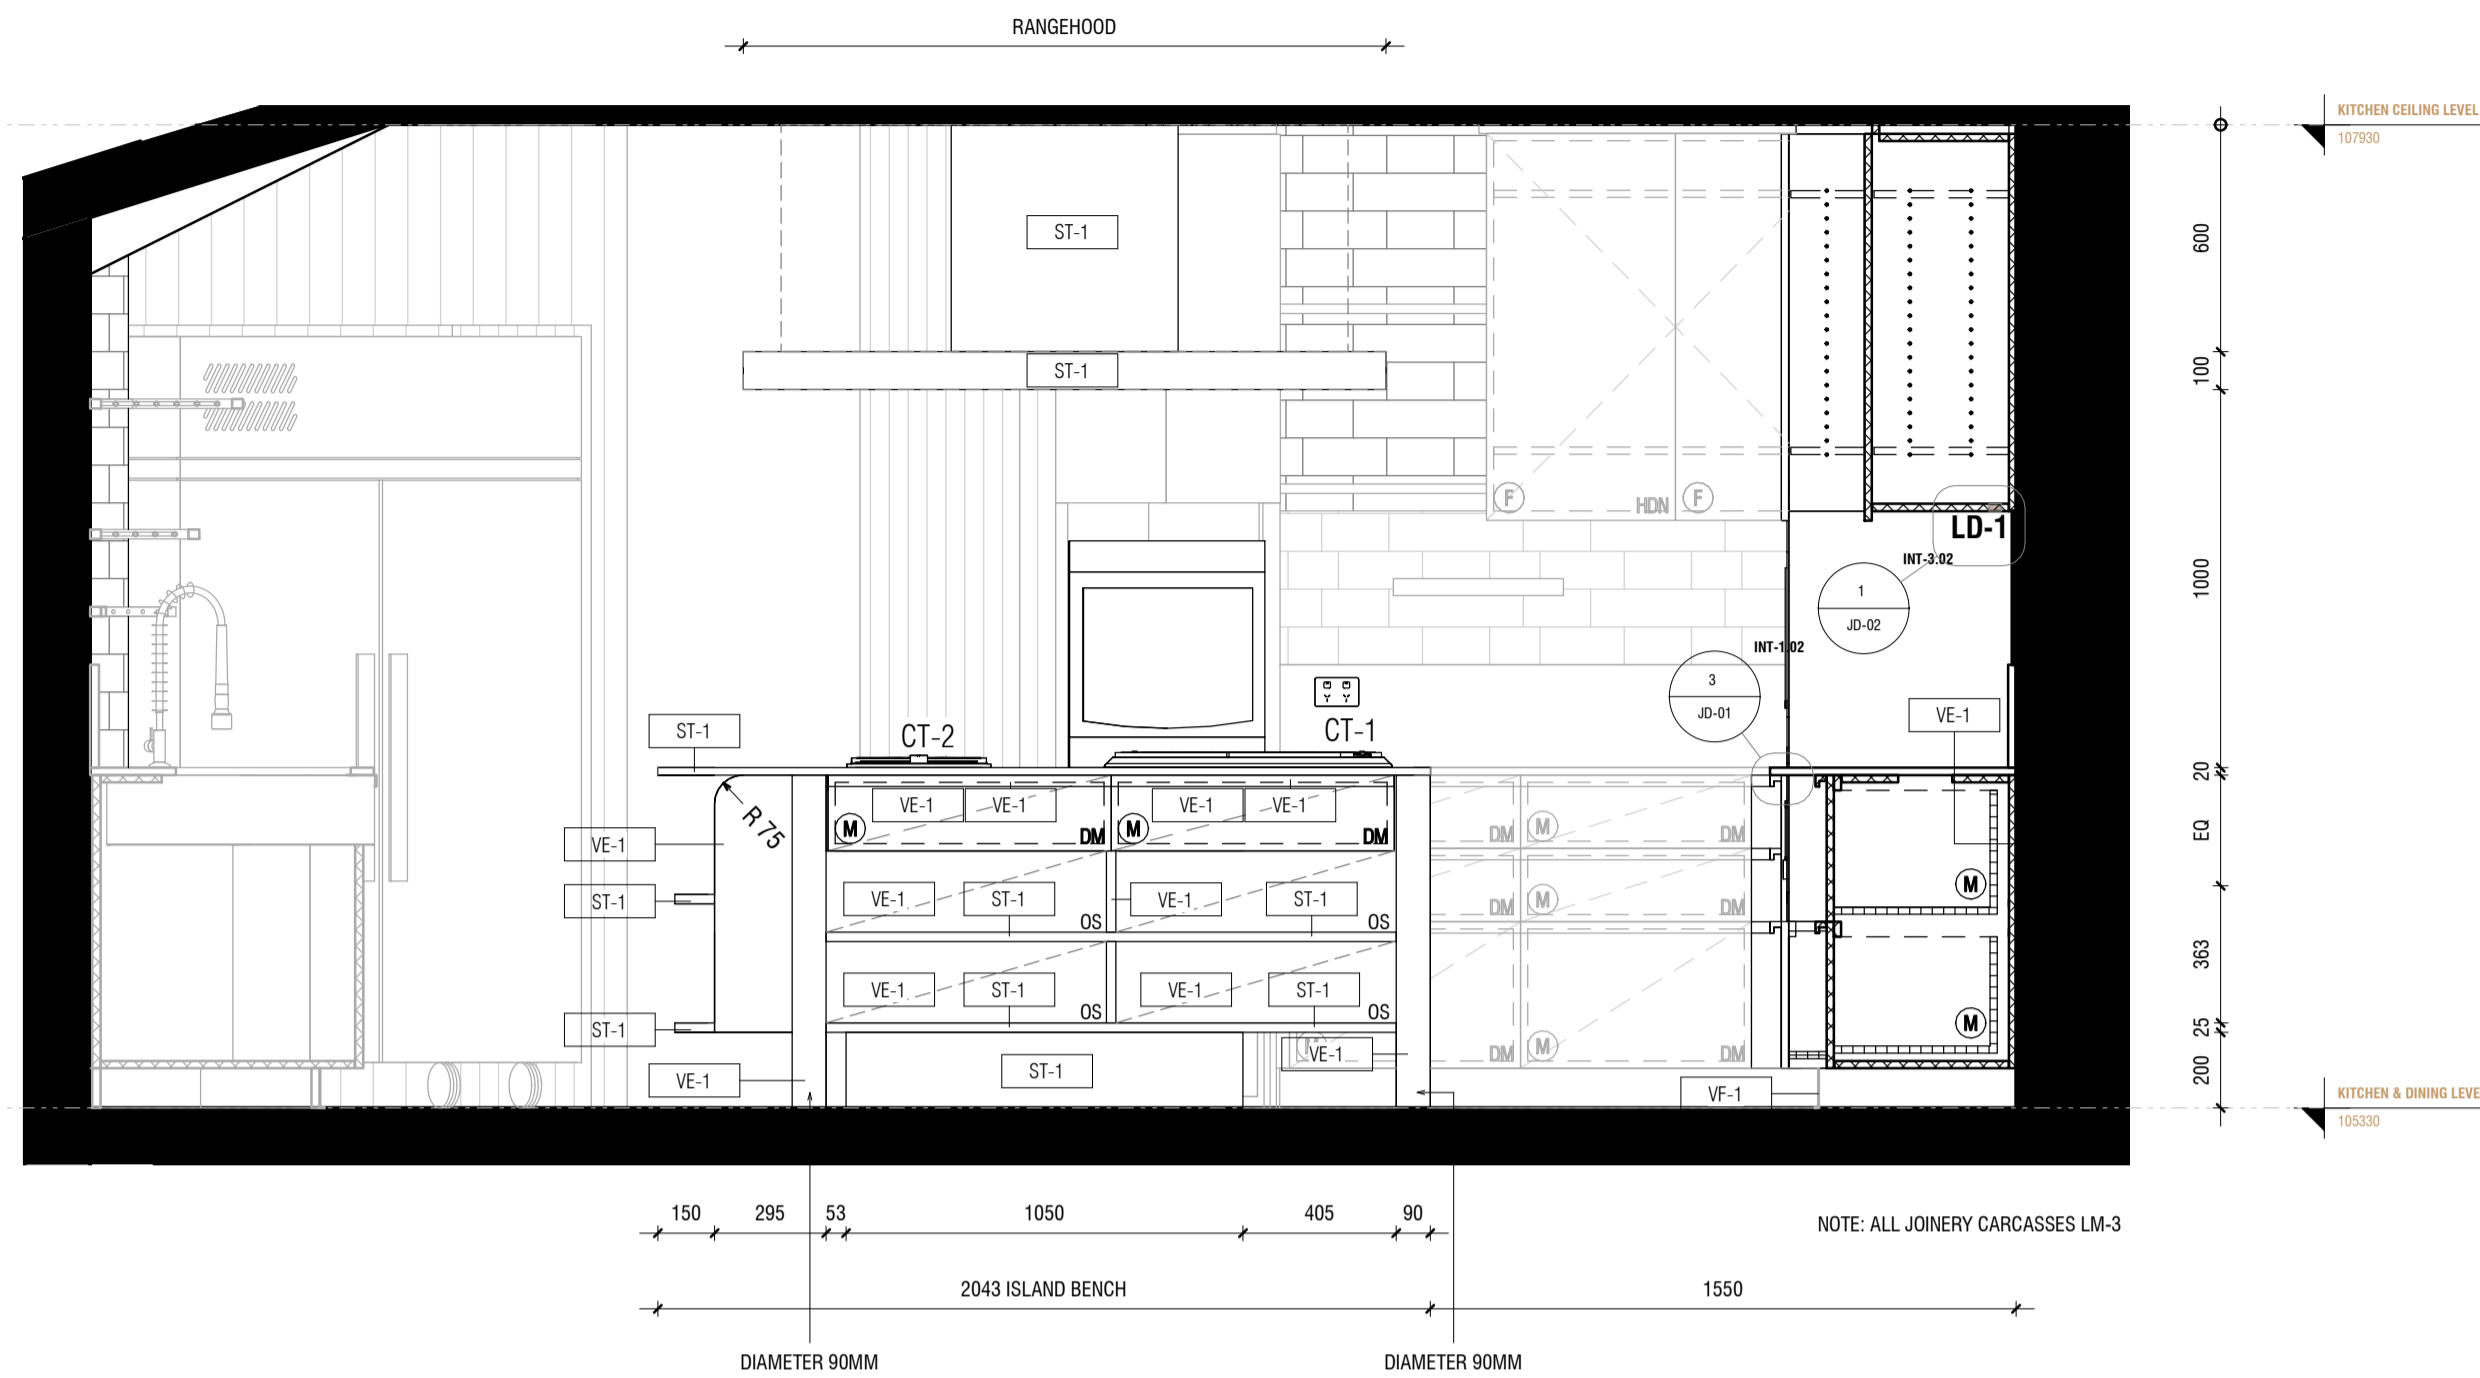 RANGEHOOD
KITCHEN CEILING LEVEL
107930
ST-1
600
ST-1
100
F
HDN
F
LD-1
INT-3.02
1
JD-02
1000
INT-1.02
3
JD-01
VE-1
ST-1
CT-2
CT-1
20
R 75
VE-1
VE-1
VE-1
VE-1
M
DM
M
DM
DM
M
DM
EQ
VE-1
ST-1
VE-1
ST-1
OS
VE-1
ST-1
OS
DM
M
DM
M
363
VE-1
ST-1
OS
VE-1
ST-1
OS
M
25
ST-1
M
VE-1
DM
M
DM
VE-1
ST-1
VF-1
200
KITCHEN & DINING LEVE
105330
150
295
53
1050
405
90
NOTE: ALL JOINERY CARCASSES LM-3
2043 ISLAND BENCH
1550
DIAMETER 90MM
DIAMETER 90MM